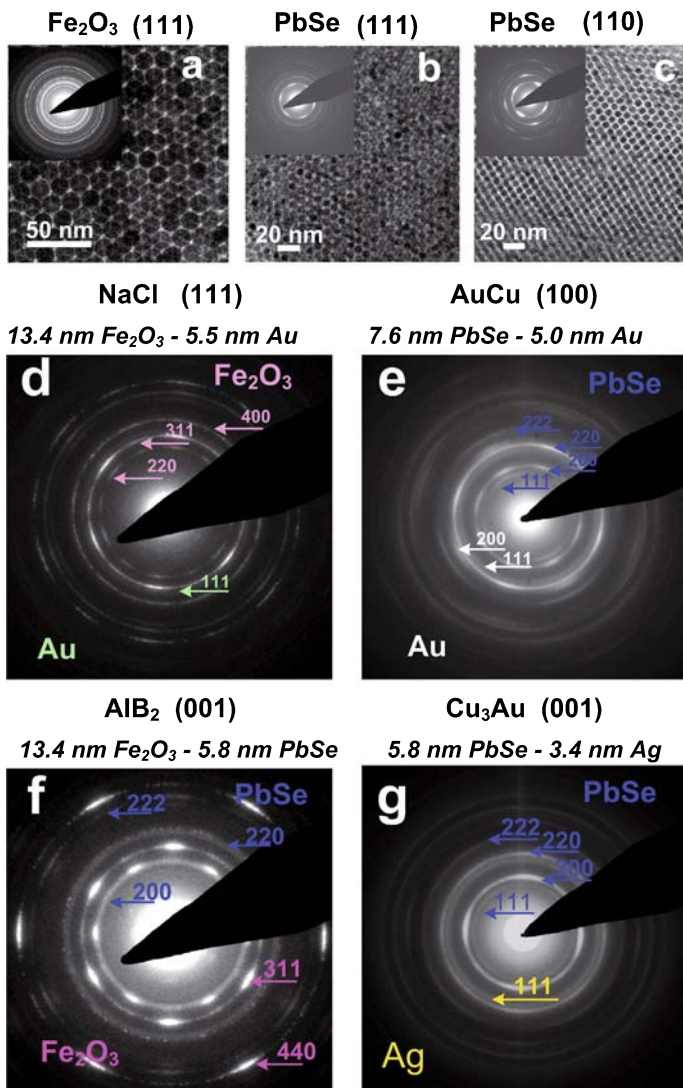 Fe₂O₃ (111) PbSe (111) PbSe (110)
a b c
50 nm 20 nm 20 nm
NaCl (111) AuCu (100)
13.4 nm Fe₂O₃ - 5.5 nm Au 7.6 nm PbSe - 5.0 nm Au
d Fe₂O₃ e PbSe
400 222
311 220
220 200
111
200
111 111
Au Au
AlB₂ (001) Cu₃Au (001)
13.4 nm Fe₂O₃ - 5.8 nm PbSe 5.8 nm PbSe - 3.4 nm Ag
f PbSe g PbSe
222 222
220 220
200 200
111
311 111
Fe₂O₃ 440 Ag